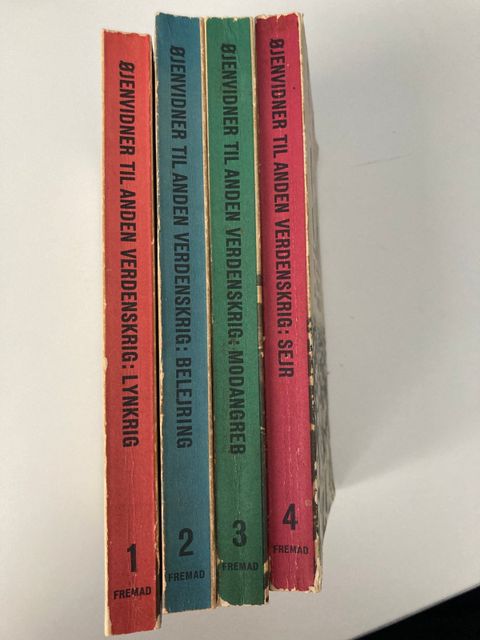 ØJENVIDNER TIL ANDEN VERDENSKRIG: LYNKRIG
1
FREMAD
ØJENVIDNER TIL ANDEN VERDENSKRIG: BELEJRING
2
FREMAD
ØJENVIDNER TIL ANDEN VERDENSKRIG: MODANGREB
3
FREMAD
ØJENVIDNER TIL ANDEN VERDENSKRIG: SEJR
4
FREMAD